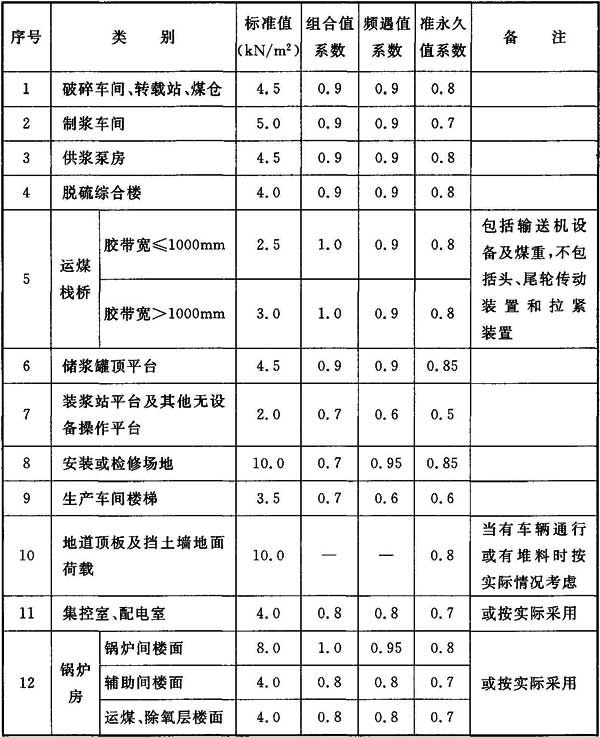 序号 类 别 标准值 (kN/m²) 组合值 系数 频遇值 系数 准永久 值系数 备 注
1 破碎车间、转载站、煤仓 4.5 0.9 0.9 0.8
2 制浆车间 5.0 0.9 0.9 0.7
3 供浆泵房 4.5 0.9 0.9 0.8
4 脱硫综合楼 4.0 0.9 0.9 0.8
5 运煤 栈桥 胶带宽≤1000mm 2.5 1.0 0.9 0.8
胶带宽>1000mm 3.0 1.0 0.9 0.8
包括输送机设
备及煤重,不包
括头、尾轮传动
装置和拉紧
装置
6 储浆罐顶平台 4.5 0.9 0.9 0.85
7 装浆站平台及其他无设
备操作平台 2.0 0.7 0.6 0.5
8 安装或检修场地 10.0 0.7 0.95 0.85
9 生产车间楼梯 3.5 0.7 0.6 0.6
10 地道顶板及挡土墙地面
荷载 10.0 — — 0.8
当有车辆通行
或有堆料时按
实际情况考虑
11 集控室、配电室 4.0 0.8 0.8 0.7 或按实际采用
12 锅炉 房 锅炉间楼面 8.0 1.0 0.95 0.8
辅助间楼面 4.0 0.8 0.8 0.7 或按实际采用
运煤、除氧层楼面 4.0 0.8 0.8 0.7